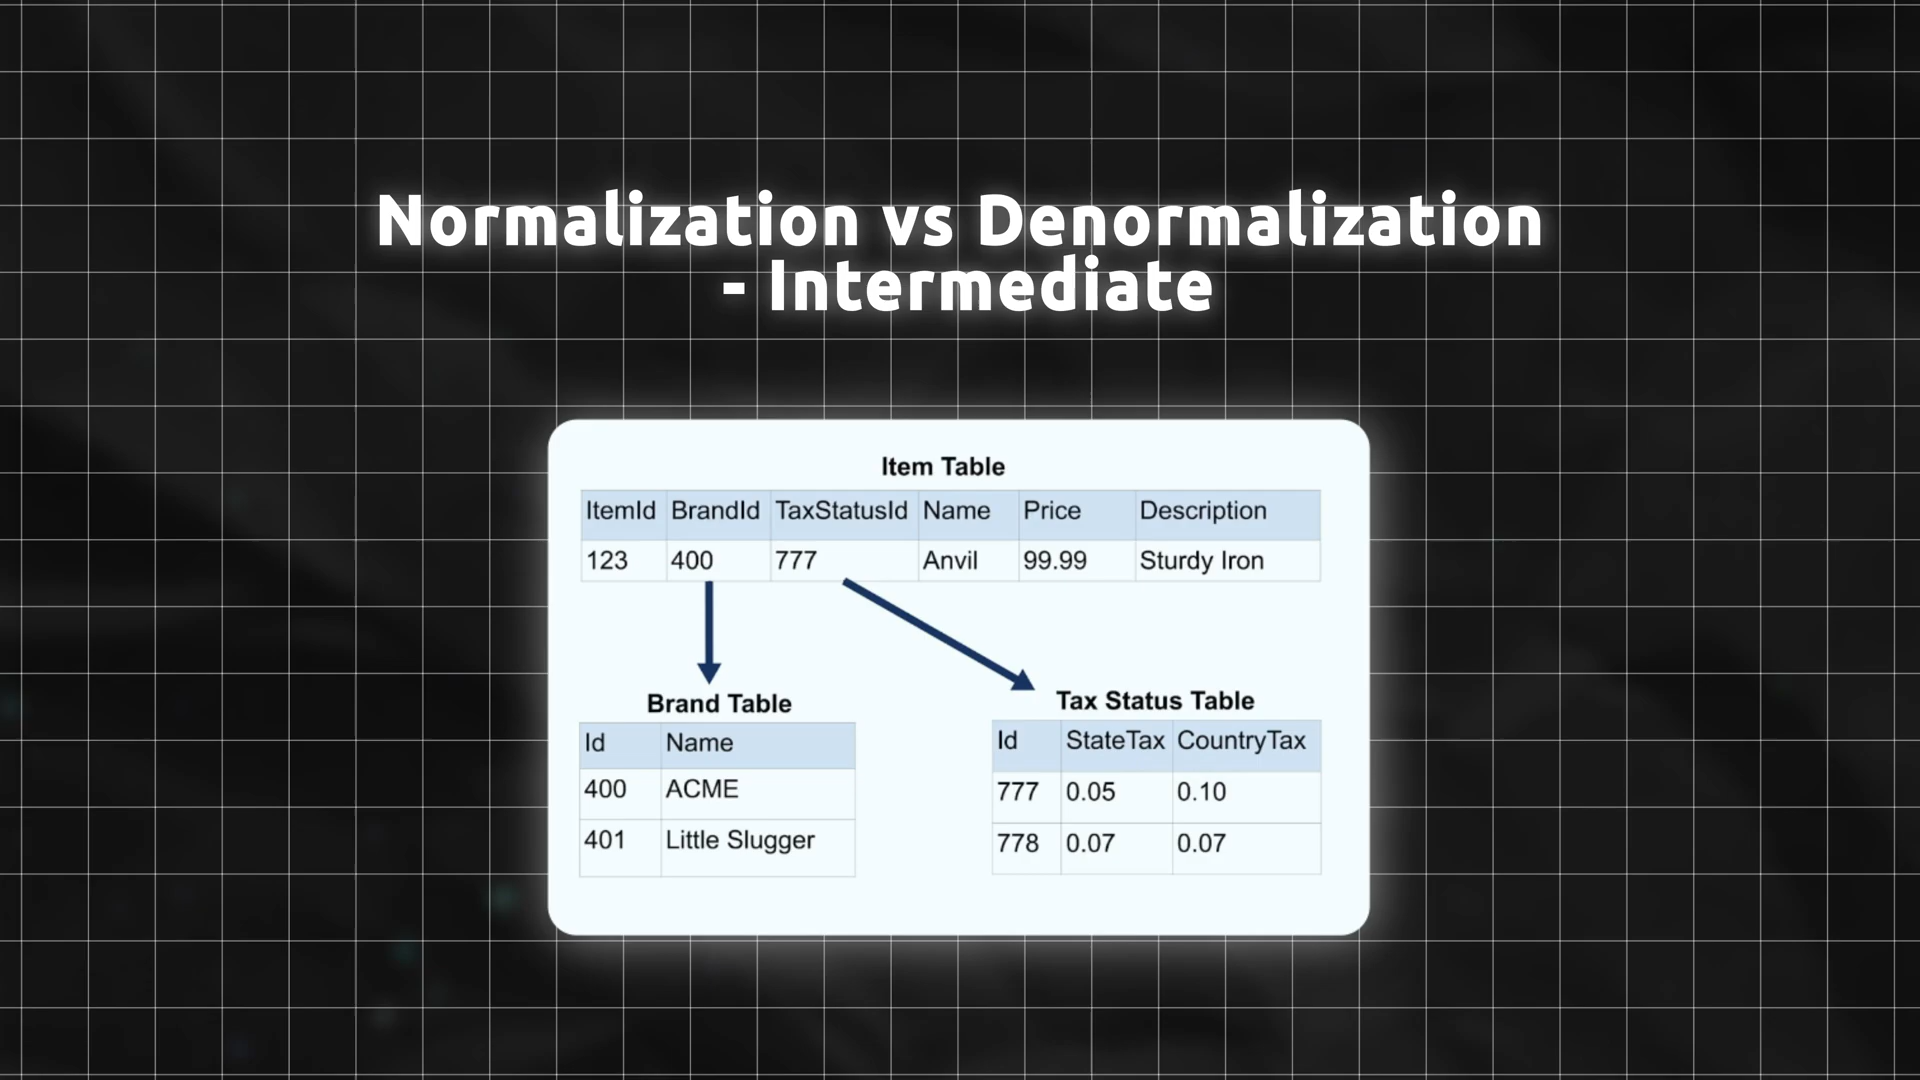 Normalization vs Denormalization
- Intermediate
Item Table
ItemId BrandId TaxStatusId Name Price Description
123 400 777 Anvil 99.99 Sturdy Iron
Brand Table
Id Name
400 ACME
401 Little Slugger
Tax Status Table
Id StateTax CountryTax
777 0.05 0.10
778 0.07 0.07